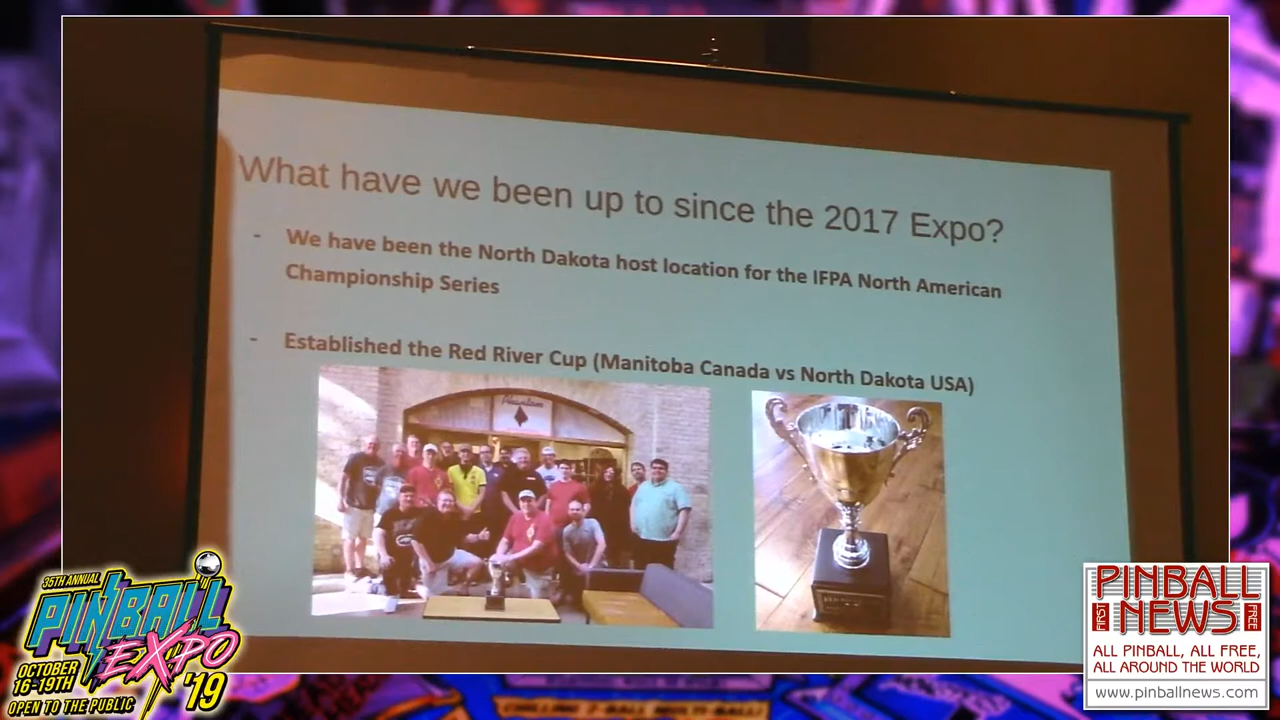 What have we been up to since the 2017 Expo?
- We have been the North Dakota host location for the IFPA North American
Championship Series
- Established the Red River Cup (Manitoba Canada vs North Dakota USA)
Phantom
35TH ANNUAL
PINBALL
EXPO
OCTOBER
16-19TH
'19
OPEN TO THE PUBLIC
PINBALL
FIRST NEWS FREE
ALL PINBALL, ALL FREE,
ALL AROUND THE WORLD
www.pinballnews.com